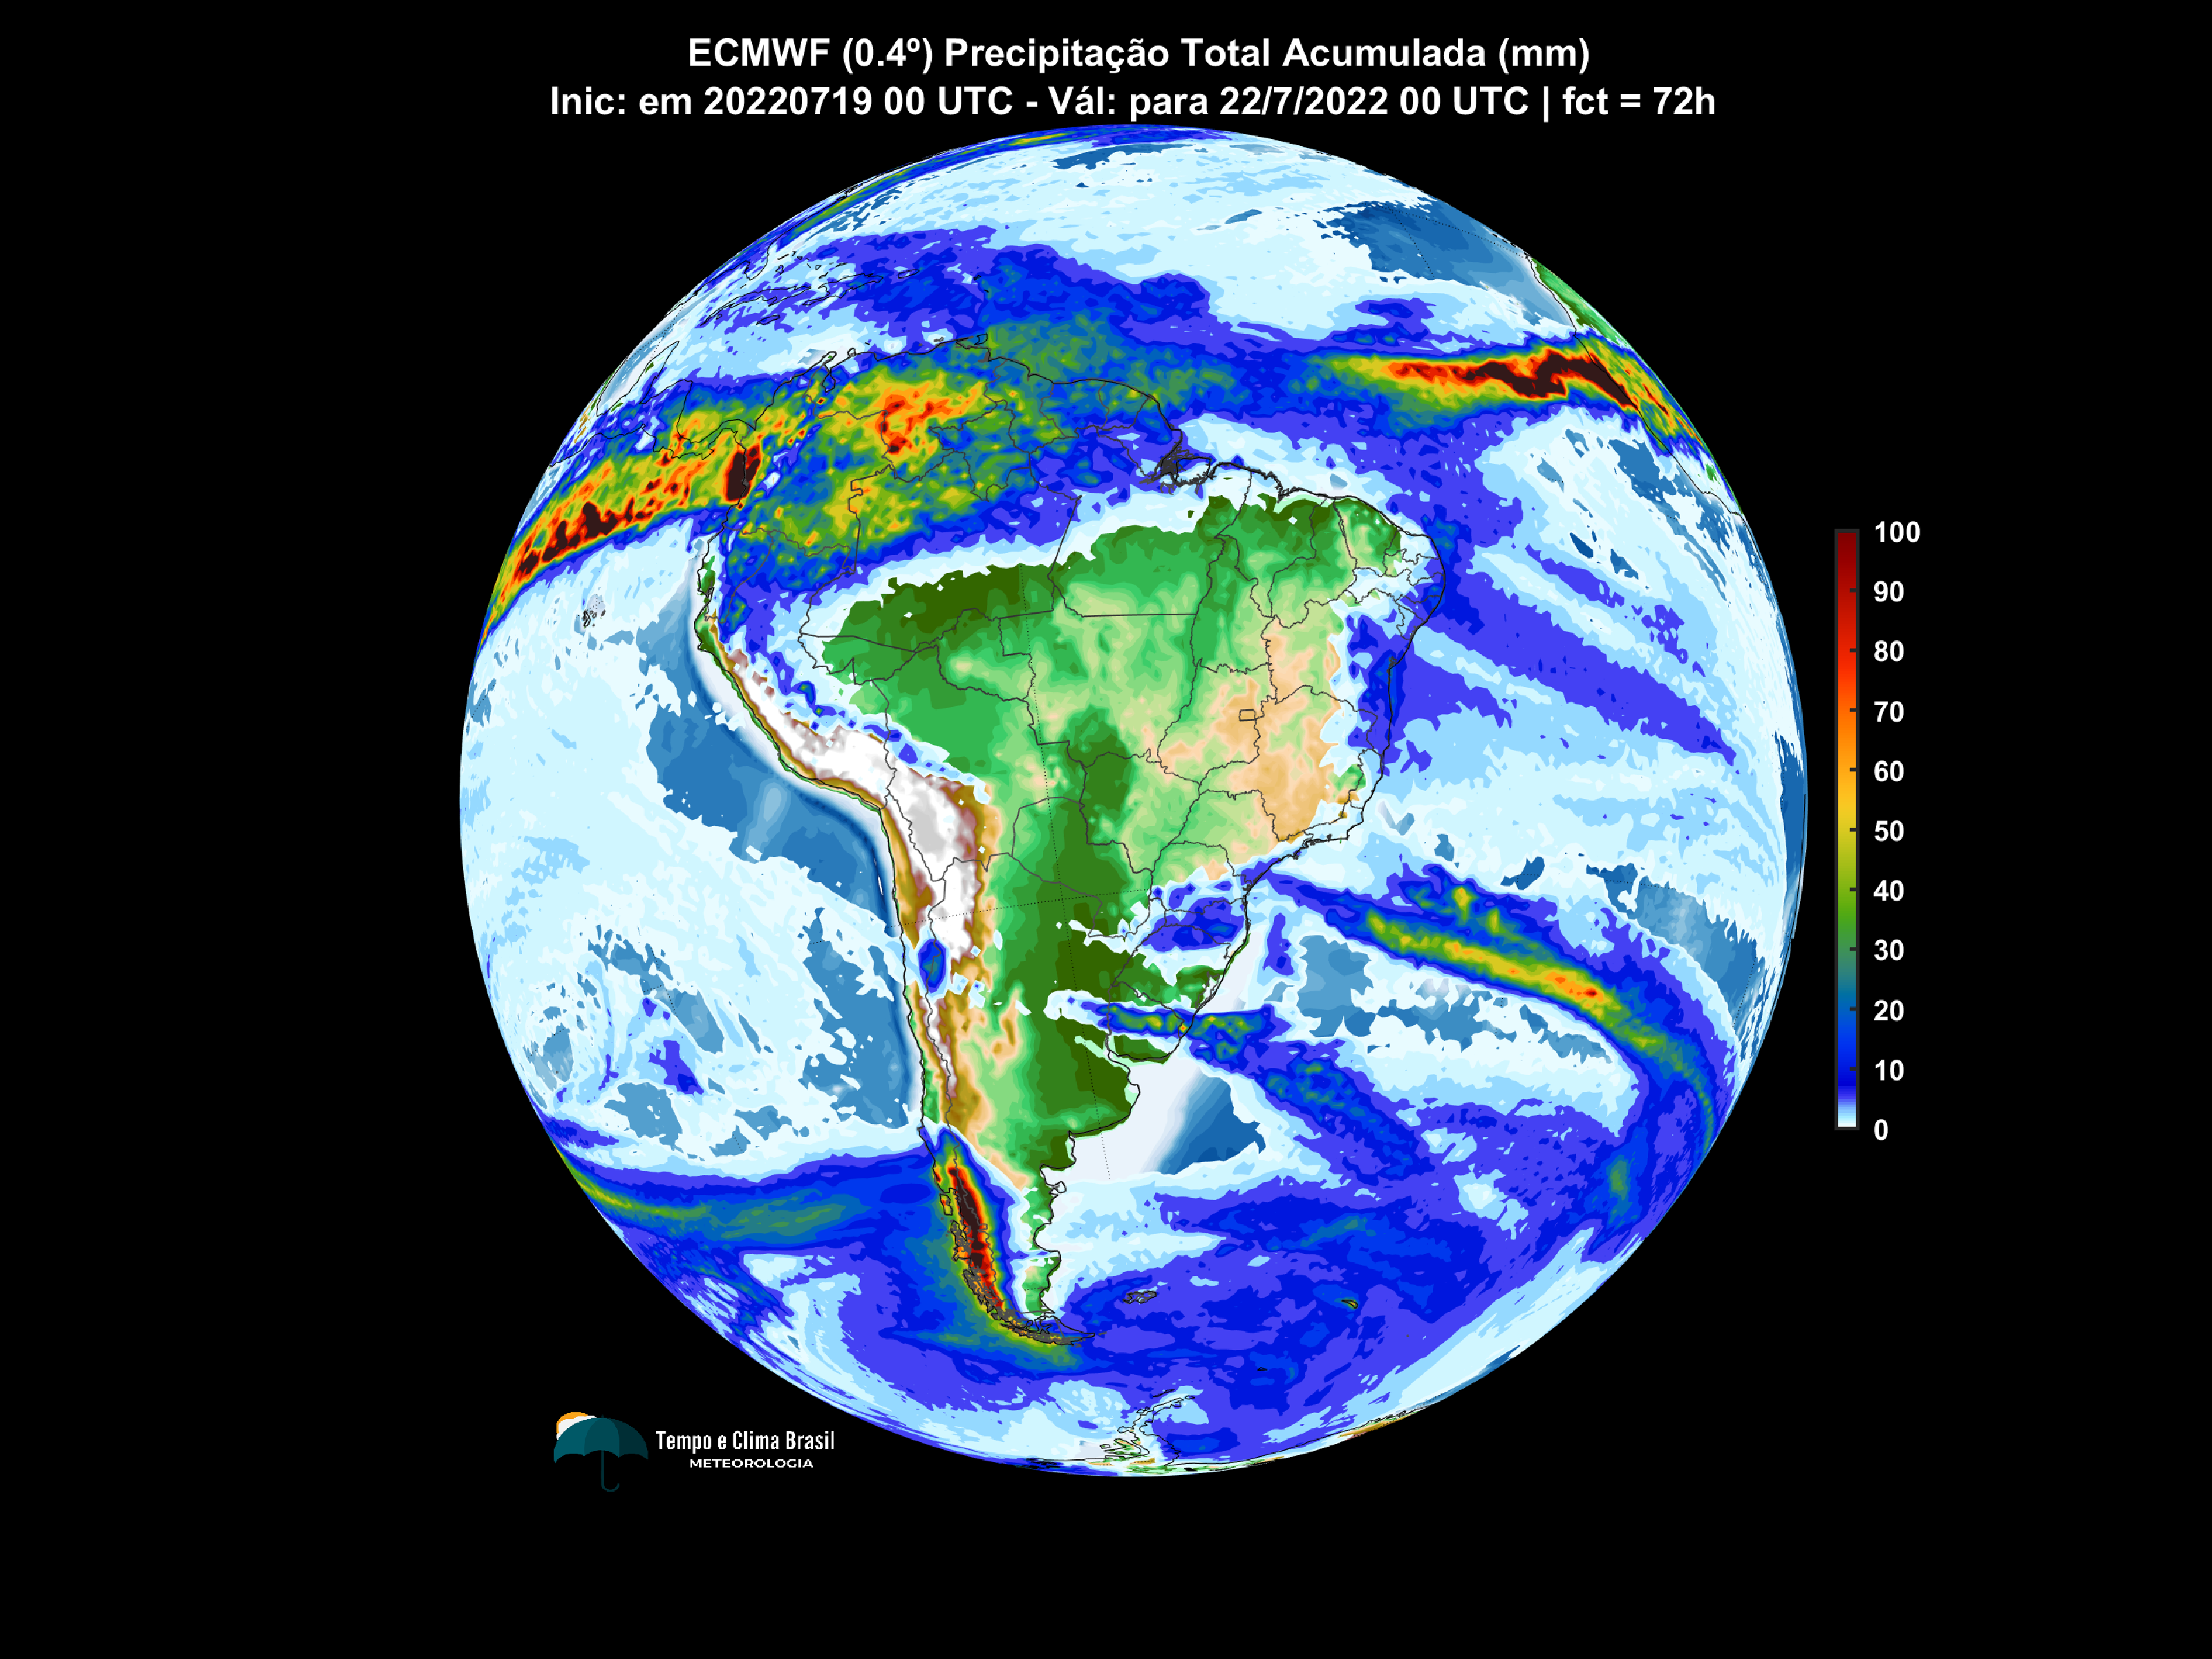 ECMWF (0.4º) Precipitação Total Acumulada (mm)
Inic: em 20220719 00 UTC - Vál: para 22/7/2022 00 UTC | fct = 72h
100
90
80
70
60
50
40
30
20
10
0
Tempo e Clima Brasil
METEOROLOGIA